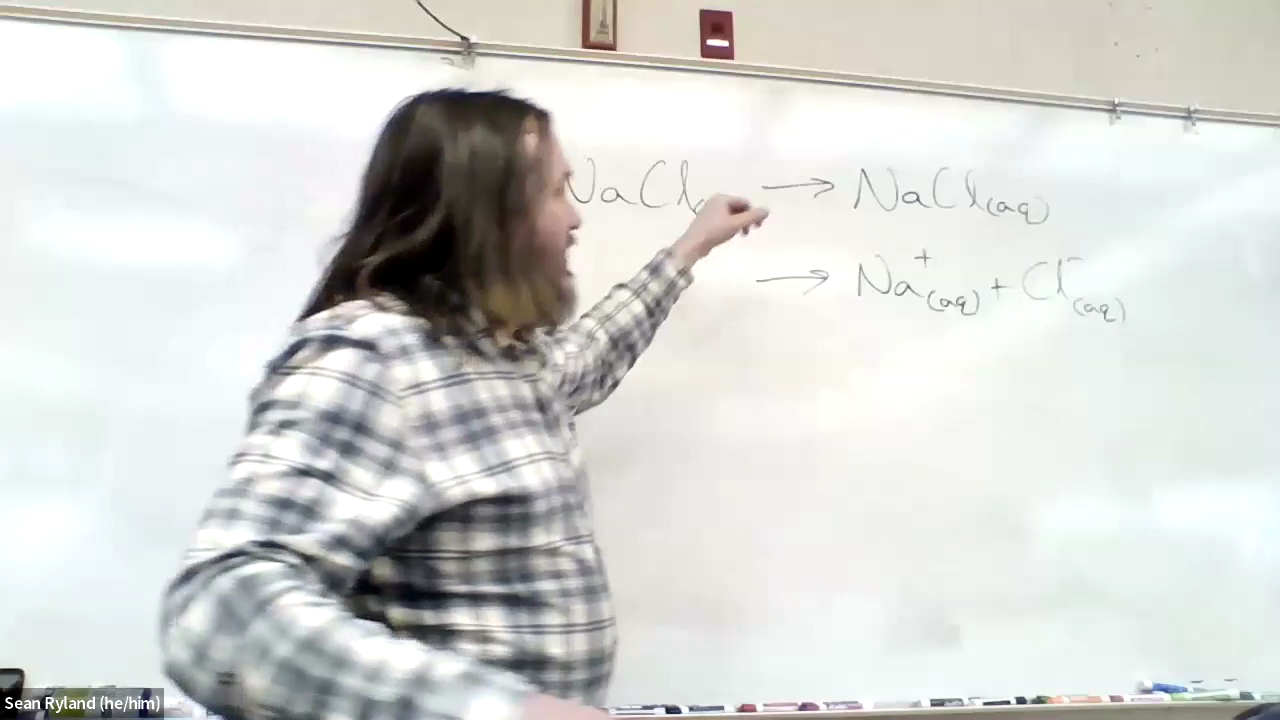 NaCl → NaCl(aq)
→ Na⁺(aq) + Cl⁻(aq)
Sean Ryland (he/him)